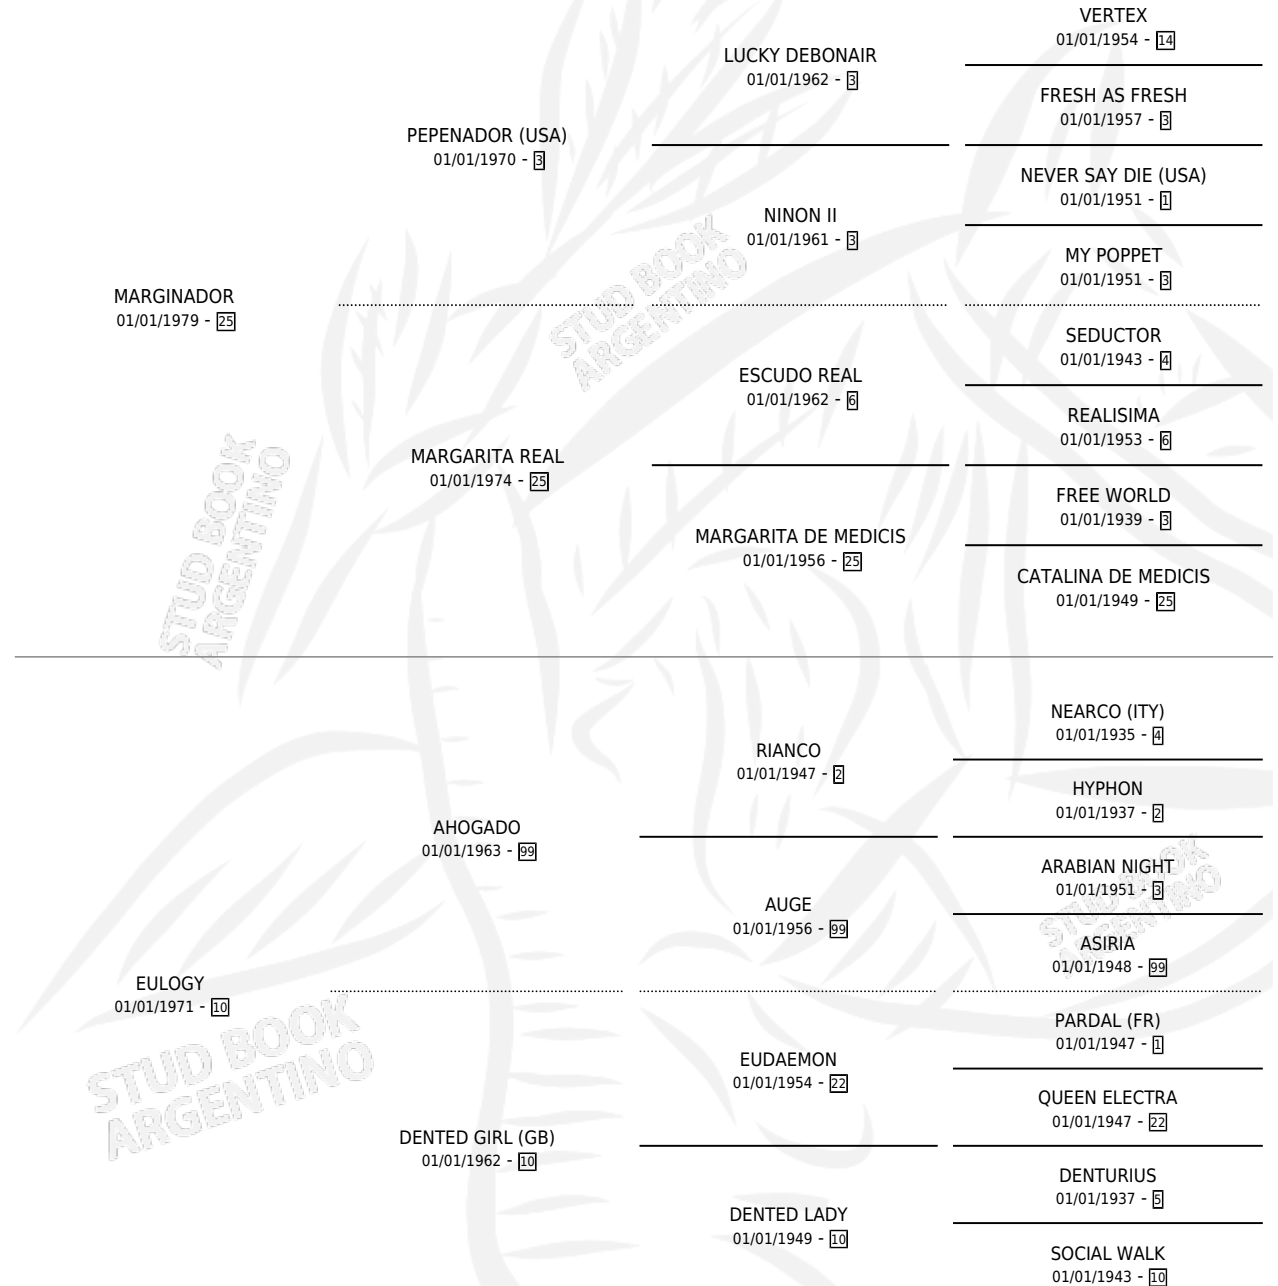 VERTEX
01/01/1954 - 14
LUCKY DEBONAIR
01/01/1962 - 3
FRESH AS FRESH
01/01/1957 - 3
PEPENADOR (USA)
01/01/1970 - 3
NEVER SAY DIE (USA)
01/01/1951 - 1
NINON II
01/01/1961 - 3
MY POPPET
01/01/1951 - 3
MARGINADOR
01/01/1979 - 25
SEDUCTOR
01/01/1943 - 4
ESCUDO REAL
01/01/1962 - 6
REALISIMA
01/01/1953 - 6
MARGARITA REAL
01/01/1974 - 25
FREE WORLD
01/01/1939 - 3
MARGARITA DE MEDICIS
01/01/1956 - 25
CATALINA DE MEDICIS
01/01/1949 - 25
STUD BOOK
ARGENTINO
STUD BOOK
ARGENTINO
NEARCO (ITY)
01/01/1935 - 4
RIANCO
01/01/1947 - 2
HYPHON
01/01/1937 - 2
AHOGADO
01/01/1963 - 99
ARABIAN NIGHT
01/01/1951 - 3
AUGE
01/01/1956 - 99
ASIRIA
01/01/1948 - 99
EULOGY
01/01/1971 - 10
PARDAL (FR)
01/01/1947 - 1
EUDAEMON
01/01/1954 - 22
QUEEN ELECTRA
01/01/1947 - 22
DENTED GIRL (GB)
01/01/1962 - 10
DENTURIUS
01/01/1937 - 5
DENTED LADY
01/01/1949 - 10
SOCIAL WALK
01/01/1943 - 10
STUD BOOK
ARGENTINO
STUD BOOK
ARGENTINO